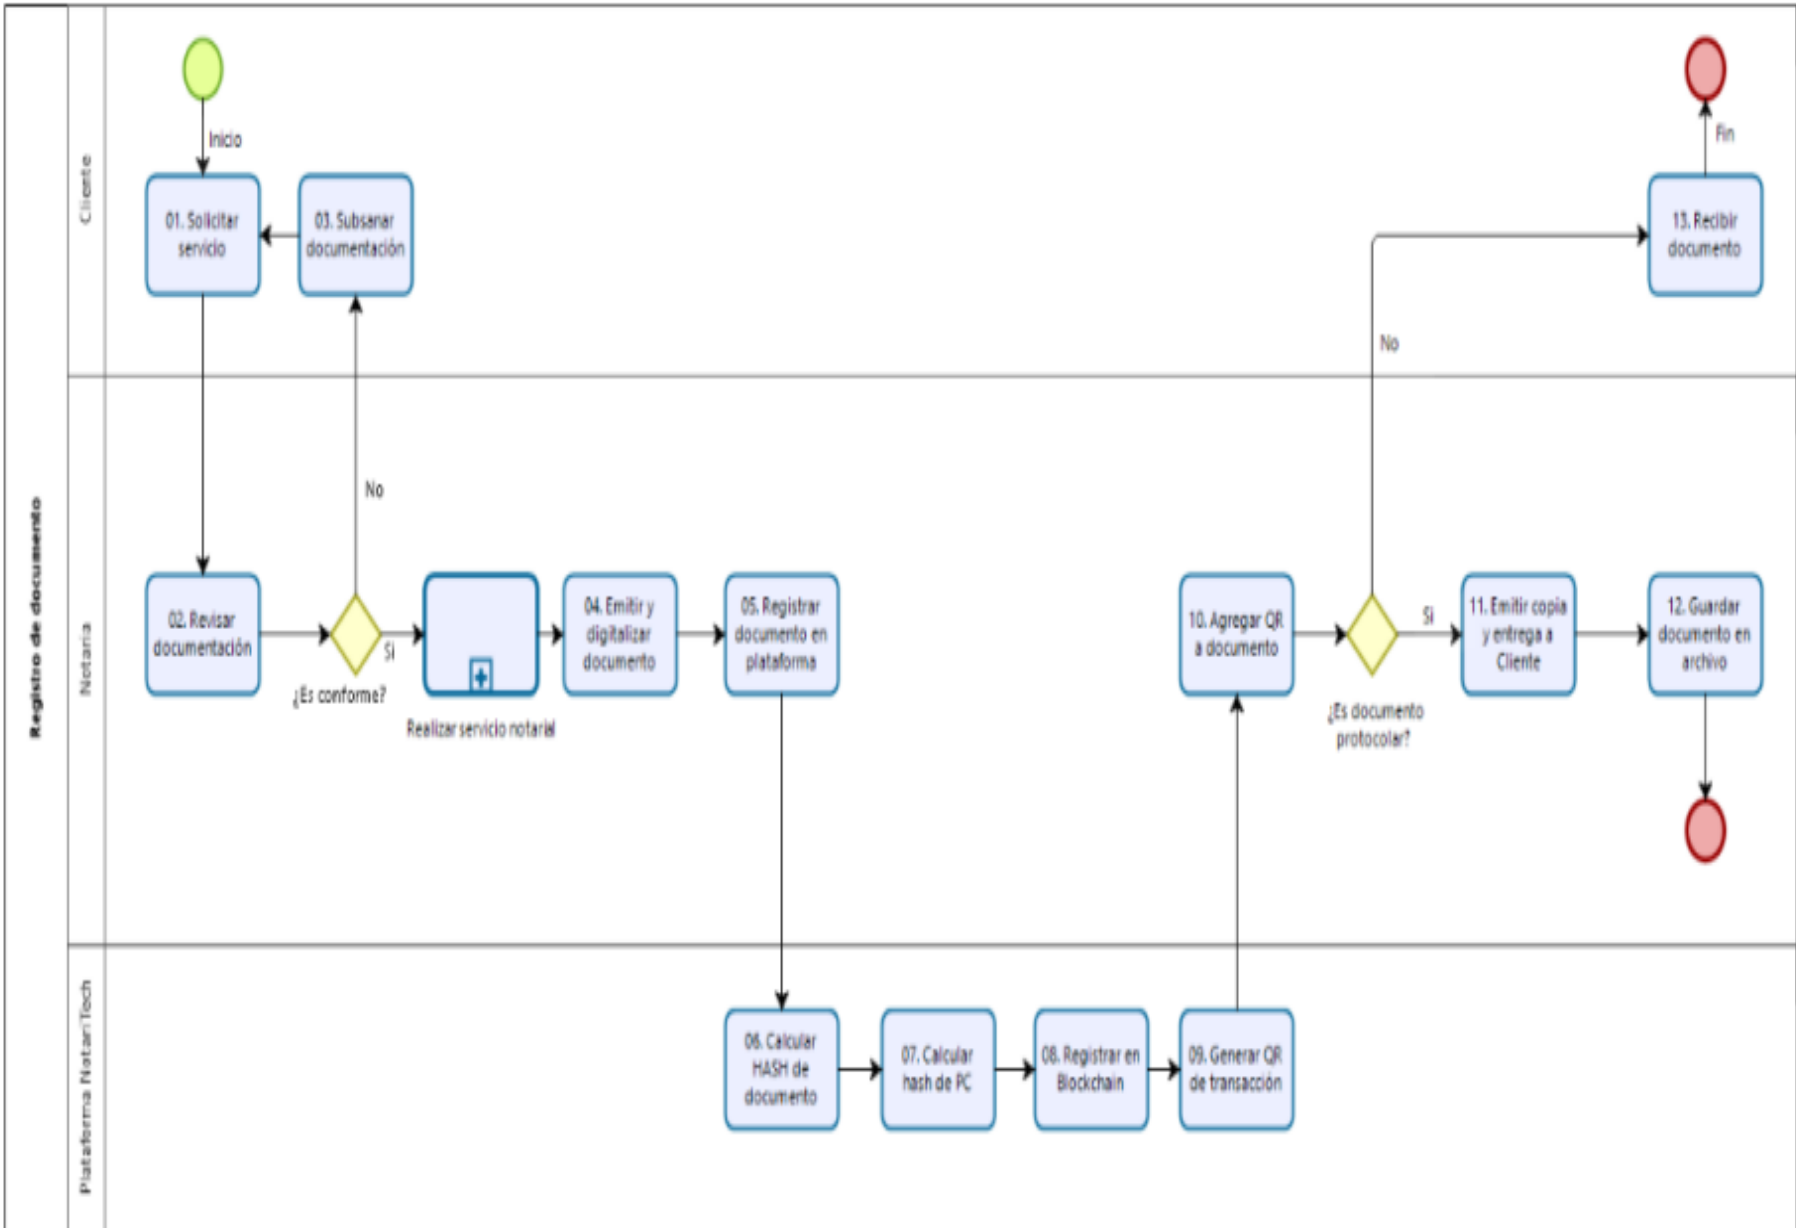 Registro de documento
Cliente
Inicio
01. Solicitar
servicio
03. Subsanar
documentación
No
Fin
13. Recibir
documento
No
Notaria
02. Revisar
documentación
¿Es conforme?
Si
Realizar servicio notarial
04. Emitir y
digitalizar
documento
05. Registrar
documento en
plataforma
10. Agregar QR
a documento
¿Es documento
protocolar?
Si
11. Emitir copia
y entrega a
Cliente
12. Guardar
documento en
archivo
Plataforma NotariTech
06. Calcular
HASH de
documento
07. Calcular
hash de PC
08. Registrar en
Blockchain
09. Generar QR
de transacción